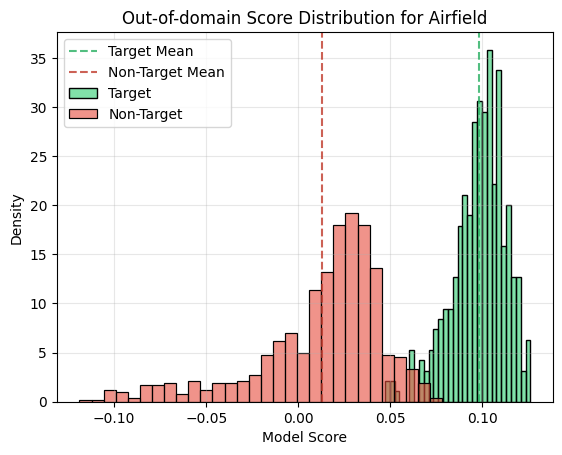 Out-of-domain Score Distribution for Airfield
Target Mean
Non-Target Mean
Target
Non-Target
Density
35
30
25
20
15
10
5
0
−0.10
−0.05
0.00
0.05
0.10
Model Score